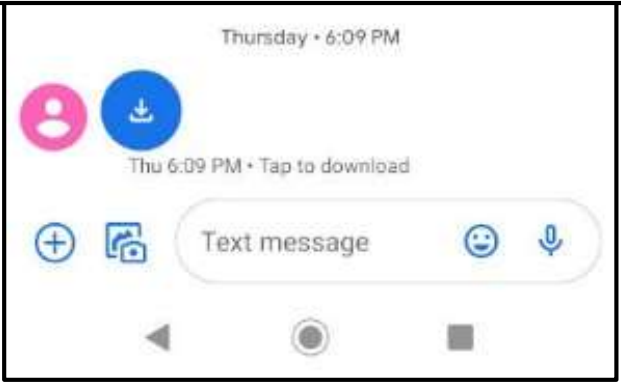 Thursday • 6:09 PM
Thu 6:09 PM • Tap to download
Text message